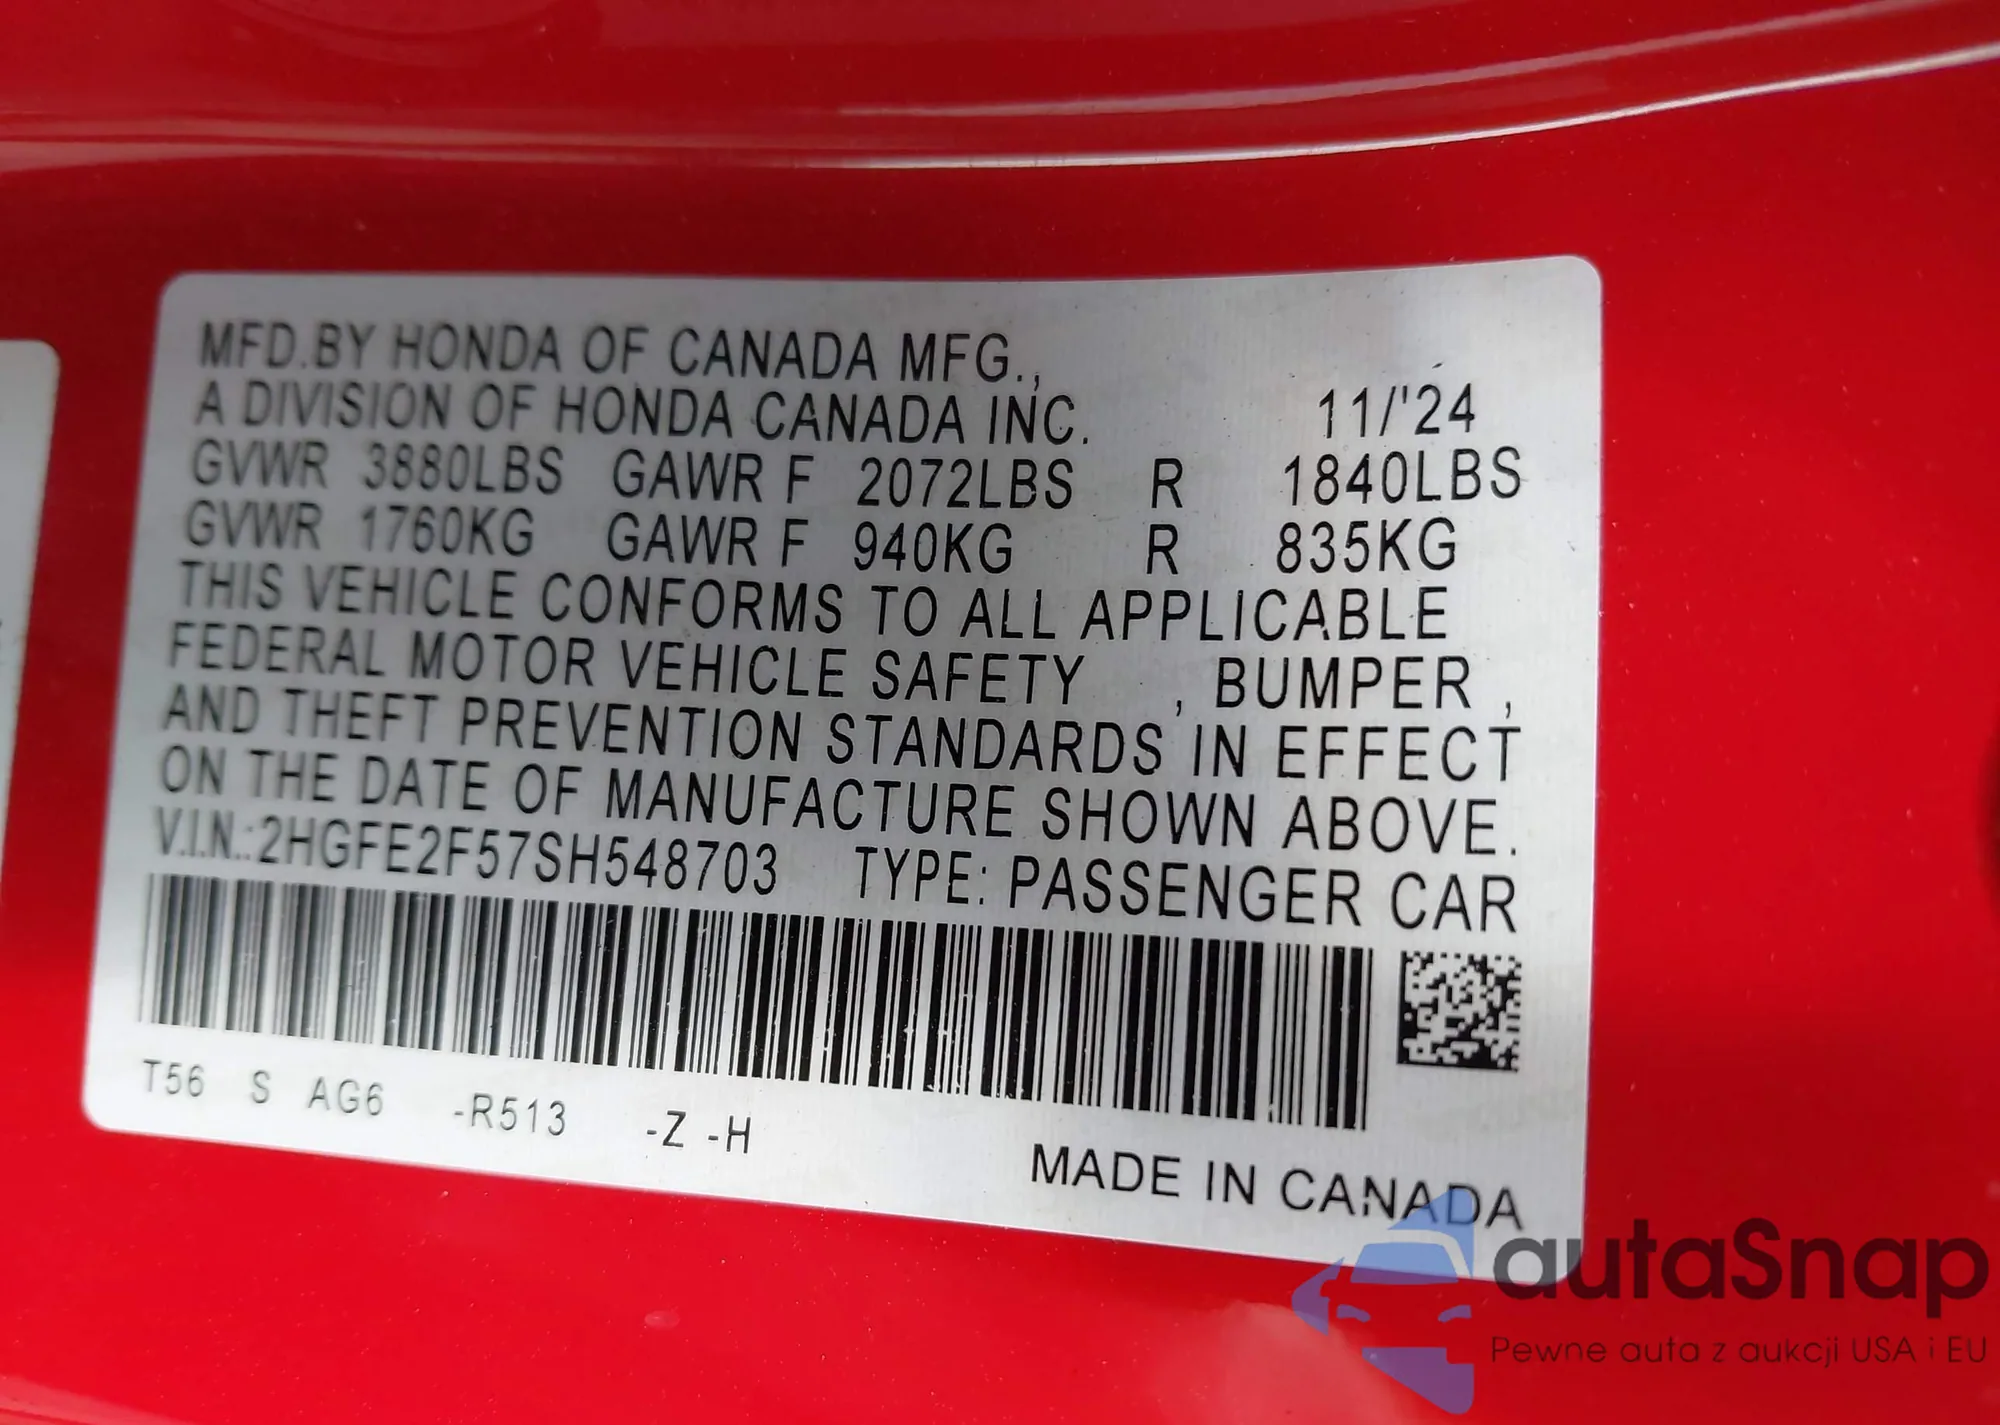 MFD.BY HONDA OF CANADA MFG.,
A DIVISION OF HONDA CANADA INC. 11/'24
GVWR 3880LBS GAWR F 2072LBS R 1840LBS
GVWR 1760KG GAWR F 940KG R 835KG
THIS VEHICLE CONFORMS TO ALL APPLICABLE
FEDERAL MOTOR VEHICLE SAFETY , BUMPER ,
AND THEFT PREVENTION STANDARDS IN EFFECT
ON THE DATE OF MANUFACTURE SHOWN ABOVE.
V.I.N.:2HGFE2F57SH548703 TYPE: PASSENGER CAR
T56 S AG6 -R513 -Z -H
MADE IN CANADA
autaSnap
Pewne auta z aukcji USA i EU